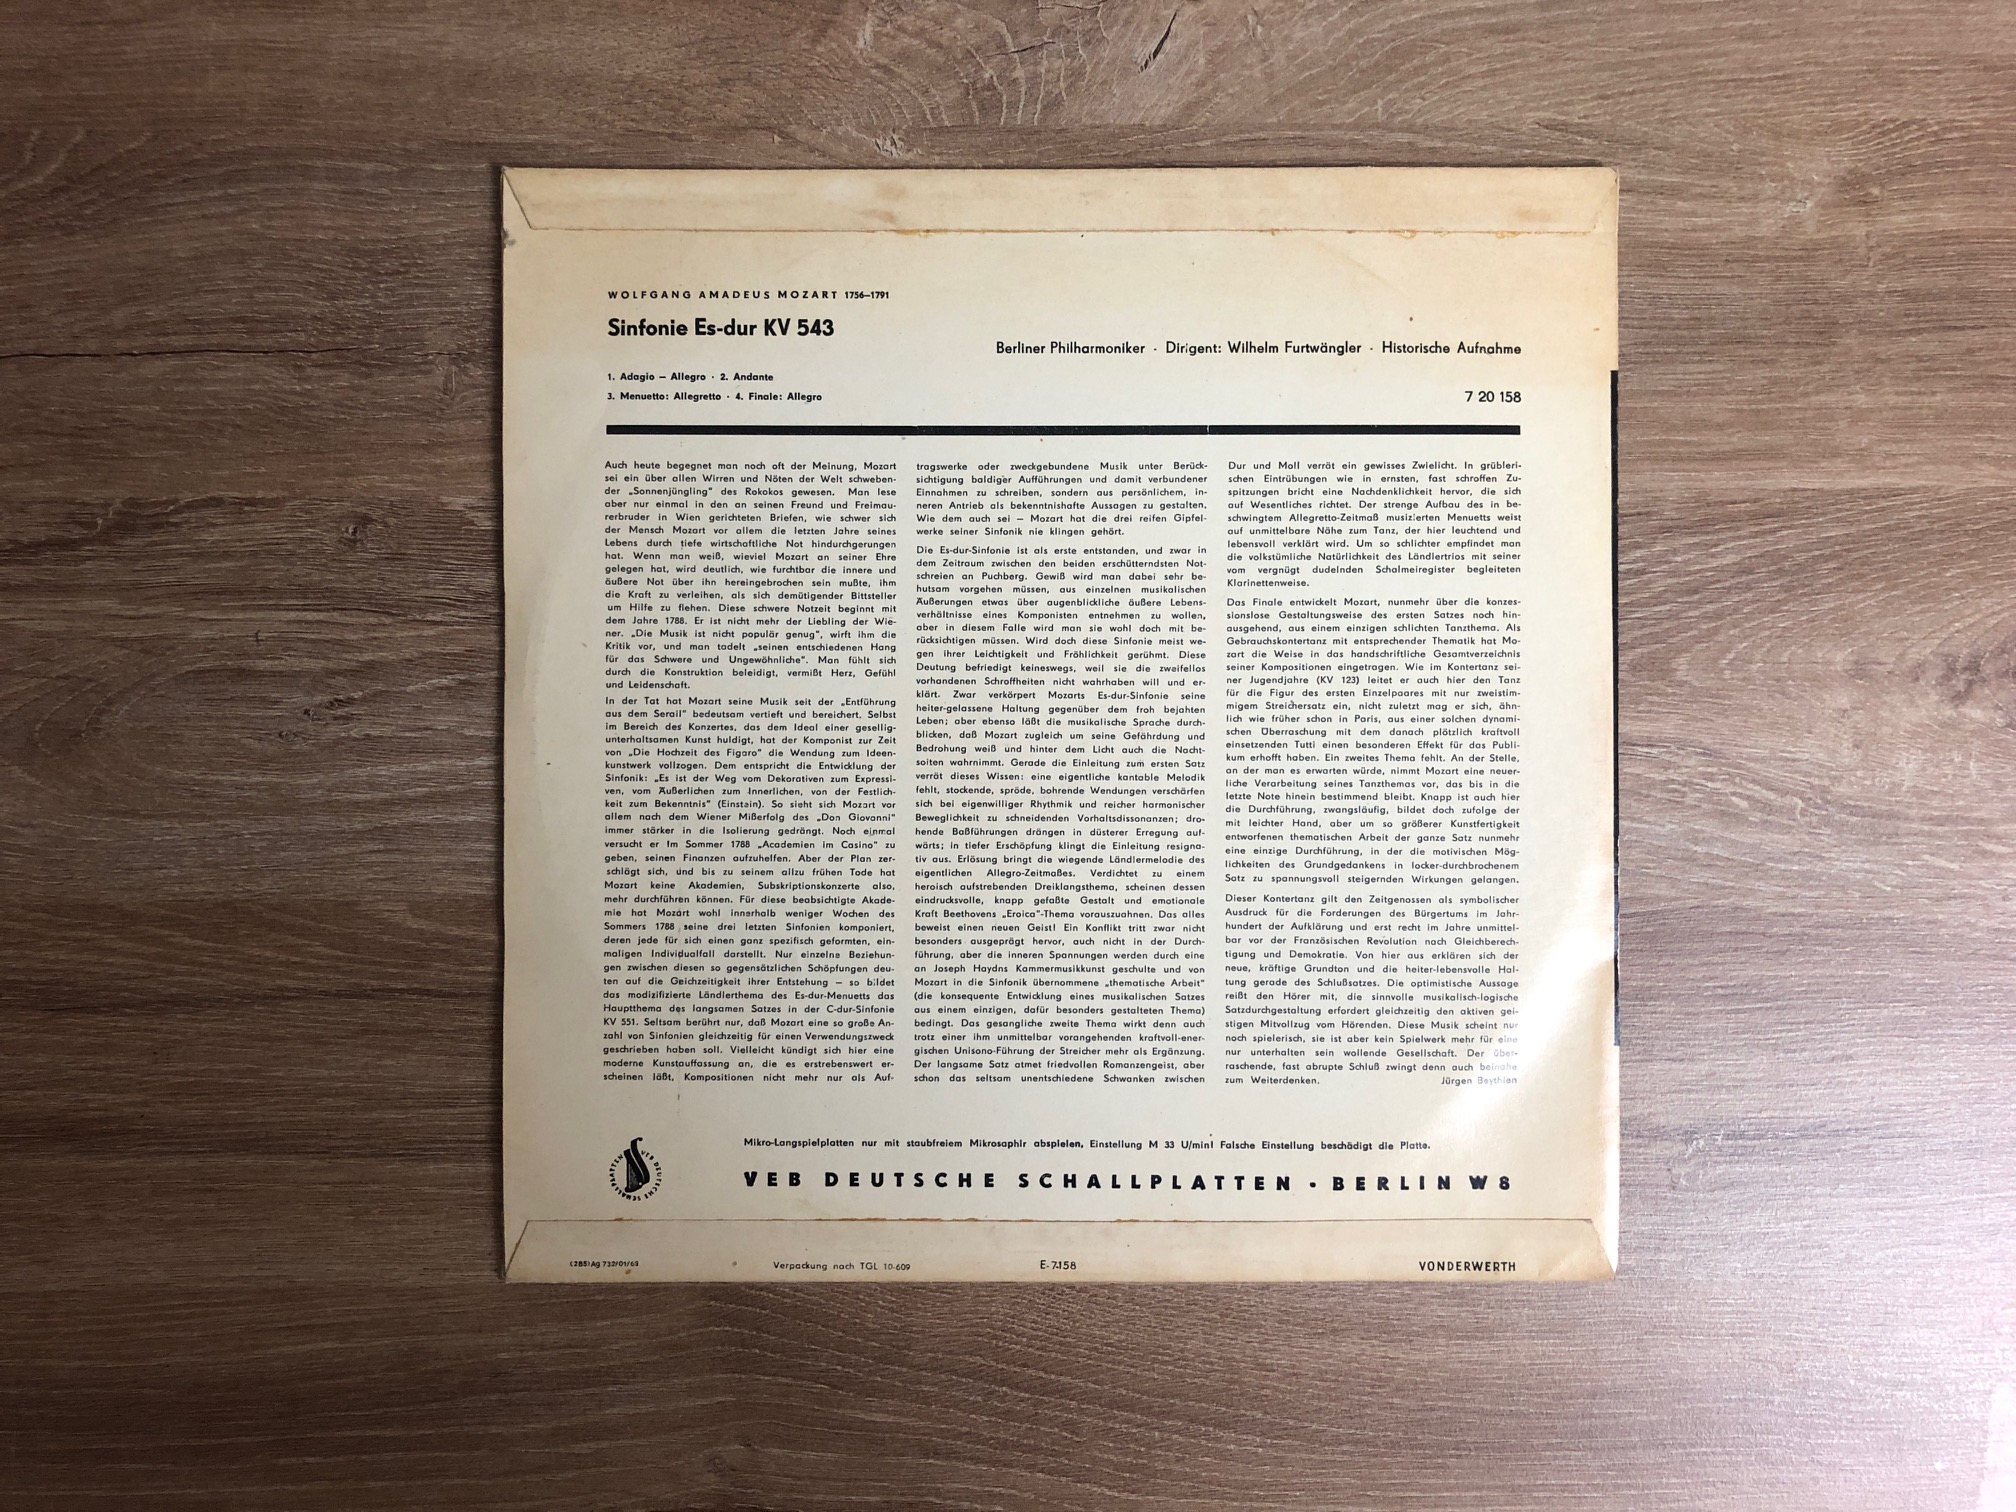 WOLFGANG AMADEUS MOZART 1756–1791
Sinfonie Es-dur KV 543
Berliner Philharmoniker · Dirigent: Wilhelm Furtwängler · Historische Aufnahme
1. Adagio – Allegro · 2. Andante
3. Menuetto: Allegretto · 4. Finale: Allegro
7 20 158
Auch heute begegnet man noch oft der Meinung, Mozart
sei ein über allen Wirren und Nöten der Welt schweben-
der „Sonnenjüngling“ des Rokokos gewesen. Man lese
aber nur einmal in den an seinen Freund und Freimau-
rerbruder in Wien gerichteten Briefen, wie schwer sich
der Mensch Mozart vor allem die letzten Jahre seines
Lebens durch tiefe wirtschaftliche Not hindurchgerungen
hat. Wenn man weiß, wieviel Mozart an seiner Ehre
gelegen hat, wird deutlich, wie furchtbar die innere und
äußere Not über ihn hereingebrochen sein mußte, ihm
die Kraft zu verleihen, als sich demütigender Bittsteller
um Hilfe zu flehen. Diese schwere Notzeit beginnt mit
dem Jahre 1788. Er ist nicht mehr der Liebling der Wie-
ner. „Die Musik ist nicht populär genug“, wirft ihm die
Kritik vor, und man tadelt „seinen entschiedenen Hang
für das Schwere und Ungewöhnliche“. Man fühlt sich
durch die Konstruktion beleidigt, vermißt Herz, Gefühl
und Leidenschaft.
In der Tat hat Mozart seine Musik seit der „Entführung
aus dem Serail“ bedeutsam vertieft und bereichert. Selbst
im Bereich des Konzertes, das dem Ideal einer gesellig-
unterhaltsamen Kunst huldigt, hat der Komponist zur Zeit
von „Die Hochzeit des Figaro“ die Wendung zum Ideen-
kunstwerk vollzogen. Dem entspricht die Entwicklung der
Sinfonik: „Es ist der Weg vom Dekorativen zum Expressi-
ven, vom Äußerlichen zum Innerlichen, von der Festlich-
keit zum Bekenntnis“ (Einstein). So sieht sich Mozart vor
allem nach dem Wiener Mißerfolg des „Don Giovanni“
immer stärker in die Isolierung gedrängt. Noch einmal
versucht er im Sommer 1788 „Academien im Casino“ zu
geben, seinen Finanzen aufzuhelfen. Aber der Plan zer-
schlägt sich, und bis zu seinem allzu frühen Tode hat
Mozart keine Akademien, Subskriptionskonzerte also,
mehr durchführen können. Für diese beabsichtigte Akade-
mie hat Mozart wohl innerhalb weniger Wochen des
Sommers 1788 seine drei letzten Sinfonien komponiert,
deren jede für sich einen ganz spezifisch geformten, ein-
maligen Individualfall darstellt. Nur einzelne Beziehun-
gen zwischen diesen so gegensätzlichen Schöpfungen deu-
ten auf die Geichzeitigkeit ihrer Entstehung – so bildet
das modizifizierte Ländlerthema des Es-dur-Menuetts das
Hauptthema des langsamen Satzes in der C-dur-Sinfonie
KV 551. Seltsam berührt nur, daß Mozart eine so große An-
zahl von Sinfonien gleichzeitig für einen Verwendungszweck
geschrieben haben soll. Vielleicht kündigt sich hier eine
moderne Kunstauffassung an, die es erstrebenswert er-
scheinen läßt, Kompositionen nicht mehr nur als Auf-
tragswerke oder zweckgebundene Musik unter Berück-
sichtigung baldiger Aufführungen und damit verbundener
Einnahmen zu schreiben, sondern aus persönlichem, in-
neren Antrieb als bekenntnishafte Aussagen zu gestalten.
Wie dem auch sei – Mozart hat die drei reifen Gipfel-
werke seiner Sinfonik nie klingen gehört.
Die Es-dur-Sinfonie ist als erste entstanden, und zwar in
dem Zeitraum zwischen den beiden erschütterndsten Not-
schreien an Puchberg. Gewiß wird man dabei sehr be-
hutsam vorgehen müssen, aus einzelnen musikalischen
Äußerungen etwas über augenblickliche äußere Lebens-
verhältnisse eines Komponisten entnehmen zu wollen,
aber in diesem Falle wird man sie wohl doch mit be-
rücksichtigen müssen. Wird doch diese Sinfonie meist we-
gen ihrer Leichtigkeit und Fröhlichkeit gerühmt. Diese
Deutung befriedigt keineswegs, weil sie die zweifellos
vorhandenen Schroffheiten nicht wahrhaben will und er-
klärt. Zwar verkörpert Mozarts Es-dur-Sinfonie seine
heiter-gelassene Haltung gegenüber dem froh bejahten
Leben; aber ebenso läßt die musikalische Sprache durch-
blicken, daß Mozart zugleich um seine Gefährdung und
Bedrohung weiß und hinter dem Licht auch die Nacht-
soiten wahrnimmt. Gerade die Einleitung zum ersten Satz
verrät dieses Wissen: eine eigentliche kantable Melodik
fehlt, stockende, spröde, bohrende Wendungen verschärfen
sich bei eigenwilliger Rhythmik und reicher harmonischer
Beweglichkeit zu schneidenden Vorhaltsdissonanzen; dro-
hende Baßführungen drängen in düsterer Erregung auf-
wärts; in tiefer Erschöpfung klingt die Einleitung resigna-
tiv aus. Erlösung bringt die wiegende Ländlermelodie des
eigentlichen Allegro-Zeitmaßes. Verdichtet zu einem
heroisch aufstrebenden Dreiklangsthema, scheinen dessen
eindrucksvolle, knapp gefaßte Gestalt und emotionale
Kraft Beethovens „Eroica“-Thema vorauszuahnen. Das alles
beweist einen neuen Geist! Ein Konflikt tritt zwar nicht
besonders ausgeprägt hervor, auch nicht in der Durch-
führung, aber die inneren Spannungen werden durch eine
an Joseph Haydns Kammermusikkunst geschulte und von
Mozart in die Sinfonik übernommene „thematische Arbeit“
(die konsequente Entwicklung eines musikalischen Satzes
aus einem einzigen, dafür besonders gestalteten Thema)
bedingt. Das gesangliche zweite Thema wirkt denn auch
trotz einer ihm unmittelbar vorangehenden kraftvoll-ener-
gischen Unisono-Führung der Streicher mehr als Ergänzung.
Der langsame Satz atmet friedvollen Romanzengeist, aber
schon das seltsam unentschiedene Schwanken zwischen
Dur und Moll verrät ein gewisses Zwielicht. In grübleri-
schen Eintrübungen wie in ernsten, fast schroffen Zu-
spitzungen bricht eine Nachdenklichkeit hervor, die sich
auf Wesentliches richtet. Der strenge Aufbau des in be-
schwingtem Allegretto-Zeitmaß musizierten Menuetts weist
auf unmittelbare Nähe zum Tanz, der hier leuchtend und
lebensvoll verklärt wird. Um so schlichter empfindet man
die volkstümliche Natürlichkeit des Ländlertrios mit seiner
vom vergnügt dudelnden Schalmeiregister begleiteten
Klarinettenweise.
Das Finale entwickelt Mozart, nunmehr über die konzes-
sionslose Gestaltungsweise des ersten Satzes noch hin-
ausgehend, aus einem einzigen schlichten Tanzthema. Als
Gebrauchskontertanz mit entsprechender Thematik hat Mo-
zart die Weise in das handschriftliche Gesamtverzeichnis
seiner Kompositionen eingetragen. Wie im Kontertanz sei-
ner Jugendjahre (KV 123) leitet er auch hier den Tanz
für die Figur des ersten Einzelpaares mit nur zweistim-
migem Streichersatz ein, nicht zuletzt mag er sich, ähn-
lich wie früher schon in Paris, aus einer solchen dynami-
schen Überraschung mit dem danach plötzlich kraftvoll
einsetzenden Tutti einen besonderen Effekt für das Publi-
kum erhofft haben. Ein zweites Thema fehlt. An der Stelle,
an der man es erwarten würde, nimmt Mozart eine neuer-
liche Verarbeitung seines Tanzthemas vor, das bis in die
letzte Note hinein bestimmend bleibt. Knapp ist auch hier
die Durchführung, zwangsläufig, bildet doch zufolge der
mit leichter Hand, aber um so größerer Kunstfertigkeit
entworfenen thematischen Arbeit der ganze Satz nunmehr
eine einzige Durchführung, in der die motivischen Mög-
lichkeiten des Grundgedankens in locker-durchbrochenem
Satz zu spannungsvoll steigernden Wirkungen gelangen.
Dieser Kontertanz gilt den Zeitgenossen als symbolischer
Ausdruck für die Forderungen des Bürgertums im Jahr-
hundert der Aufklärung und erst recht im Jahre unmittel-
bar vor der Französischen Revolution nach Gleichberech-
tigung und Demokratie. Von hier aus erklären sich der
neue, kräftige Grundton und die heiter-lebensvolle Hal-
tung gerade des Schlußsatzes. Die optimistische Aussage
reißt den Hörer mit, die sinnvolle musikalisch-logische
Satzdurchgestaltung erfordert gleichzeitig den aktiven gei-
stigen Mitvollzug vom Hörenden. Diese Musik scheint nur
noch spielerisch, sie ist aber kein Spielwerk mehr für eine
nur unterhalten sein wollende Gesellschaft. Der über-
raschende, fast abrupte Schluß zwingt denn auch beinahe
zum Weiterdenken.
Jürgen Beythien
Mikro-Langspielplatten nur mit staubfreiem Mikrosaphir abspielen, Einstellung M 33 U/min! Falsche Einstellung beschädigt die Platte.
VEB DEUTSCHE SCHALLPLATTEN
VEB DEUTSCHE SCHALLPLATTEN · BERLIN W 8
(285) Ag 732/01/63
Verpackung nach TGL 10-609
E-7-158
VONDERWERTH